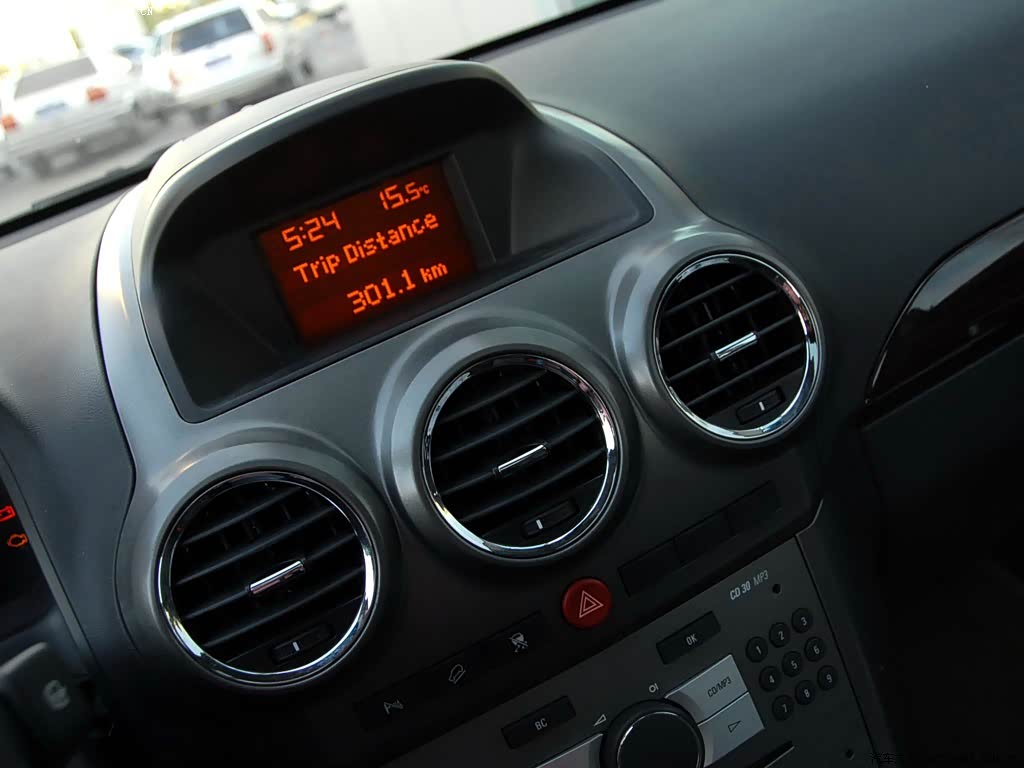 5:24 15.5°C
Trip Distance
301.1 km
CD 30 MP3
OK
1 2 3
4 5 6
7 8 9
CD/MP3
BC